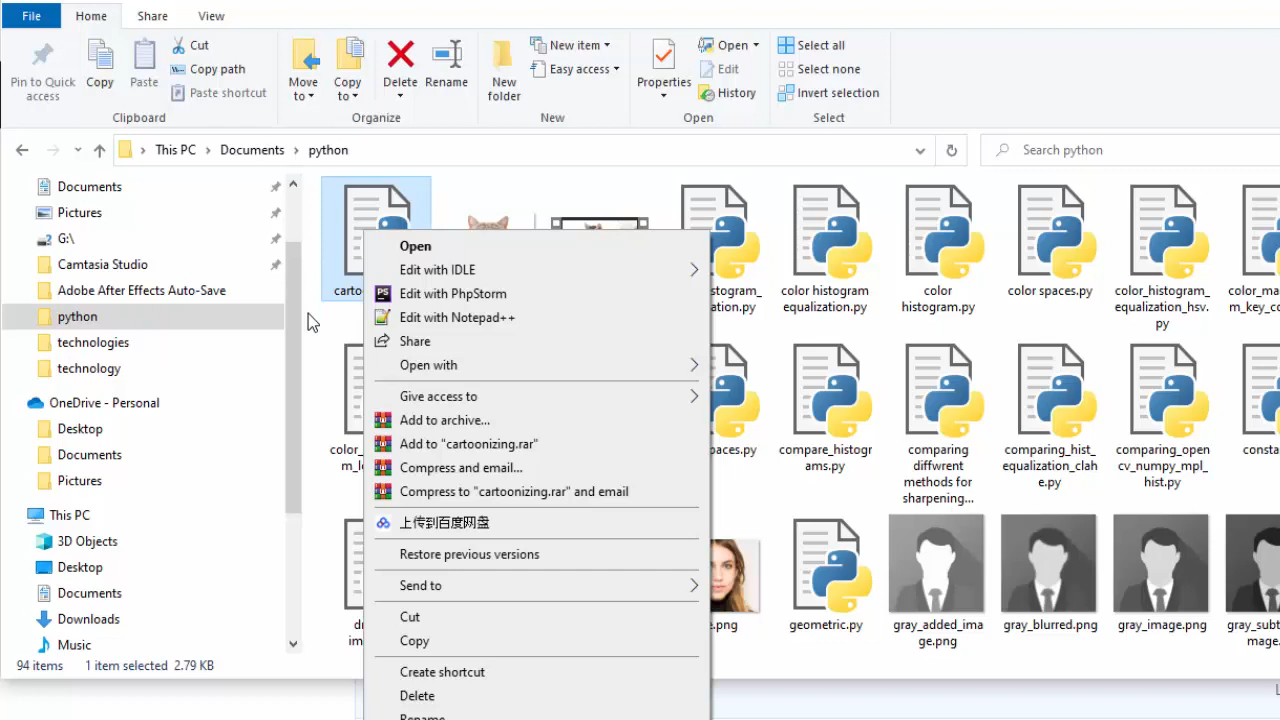 File
Home
Share
View
Pin to Quick
access
Copy
Paste
Cut
Copy path
Paste shortcut
Clipboard
Move
to
Copy
to
Delete
Rename
Organize
New
folder
New item
Easy access
New
Properties
Open
Edit
History
Open
Select all
Select none
Invert selection
Select
This PC
Documents
python
Search python
Documents
Pictures
G:\
Camtasia Studio
Adobe After Effects Auto-Save
python
technologies
technology
OneDrive - Personal
Desktop
Documents
Pictures
This PC
3D Objects
Desktop
Documents
Downloads
Music
94 items
1 item selected 2.79 KB
color histogram
equalization.py
color
histogram.py
color spaces.py
color_histogram_
equalization_hsv.
py
compare_histogr
ams.py
comparing
diffwrent
methods for
sharpening...
comparing_hist_
equalization_clah
e.py
comparing_open
cv_numpy_mpl_
hist.py
geometric.py
gray_added_ima
ge.png
gray_blurred.png
gray_image.png
Open
Edit with IDLE
PS
Edit with PhpStorm
Edit with Notepad++
Share
Open with
Give access to
Add to archive...
Add to "cartoonizing.rar"
Compress and email...
Compress to "cartoonizing.rar" and email
上传到百度网盘
Restore previous versions
Send to
Cut
Copy
Create shortcut
Delete
Rename